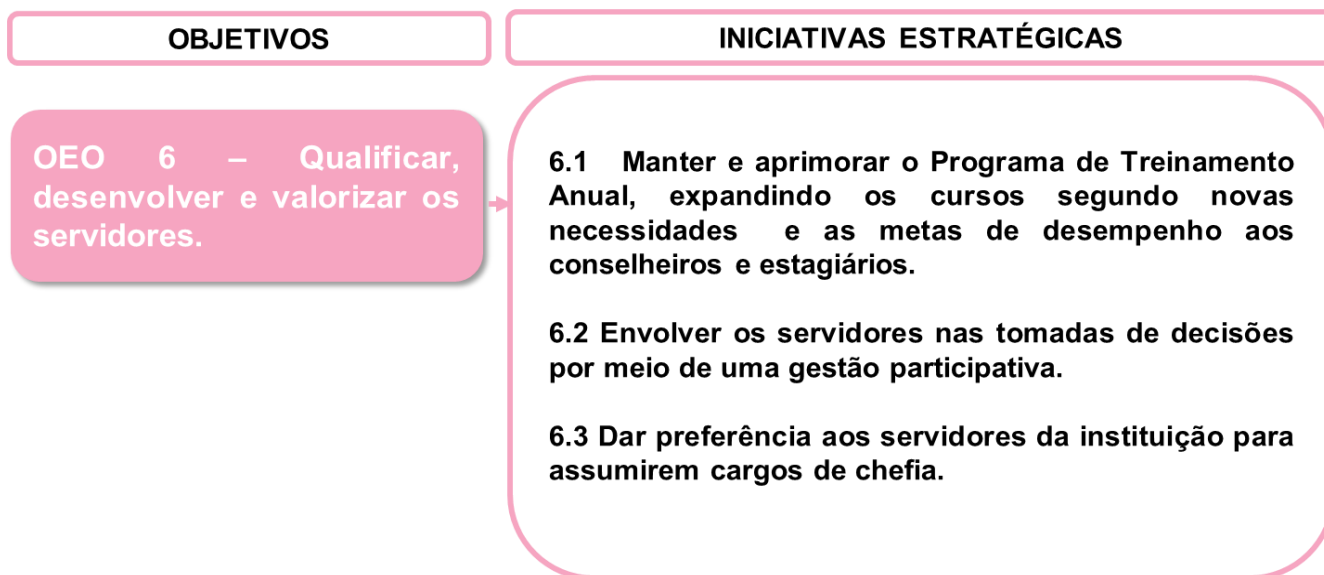 OBJETIVOS
INICIATIVAS ESTRATÉGICAS
OEO 6 – Qualificar,
desenvolver e valorizar os
servidores.
6.1 Manter e aprimorar o Programa de Treinamento
Anual, expandindo os cursos segundo novas
necessidades e as metas de desempenho aos
conselheiros e estagiários.
6.2 Envolver os servidores nas tomadas de decisões
por meio de uma gestão participativa.
6.3 Dar preferência aos servidores da instituição para
assumirem cargos de chefia.